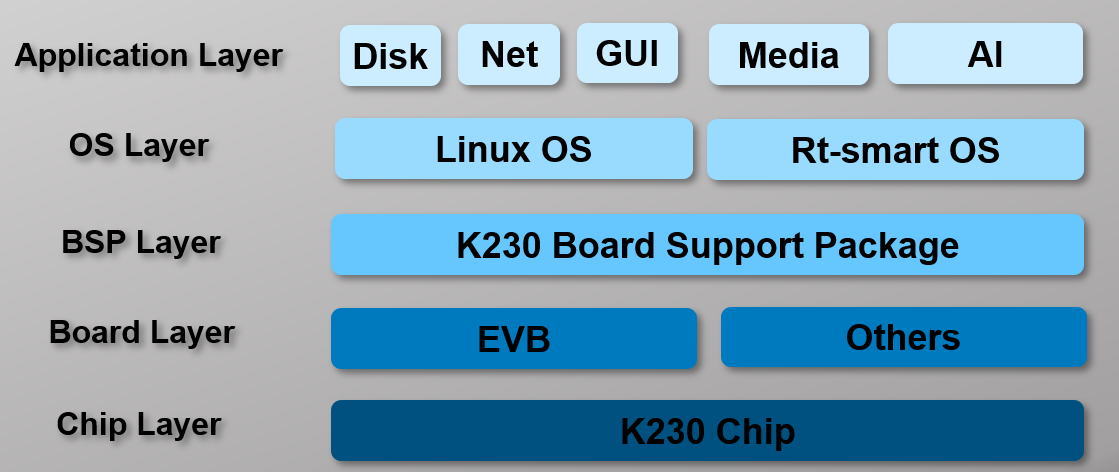 Application Layer Disk Net GUI Media AI
OS Layer Linux OS Rt-smart OS
BSP Layer K230 Board Support Package
Board Layer EVB Others
Chip Layer K230 Chip